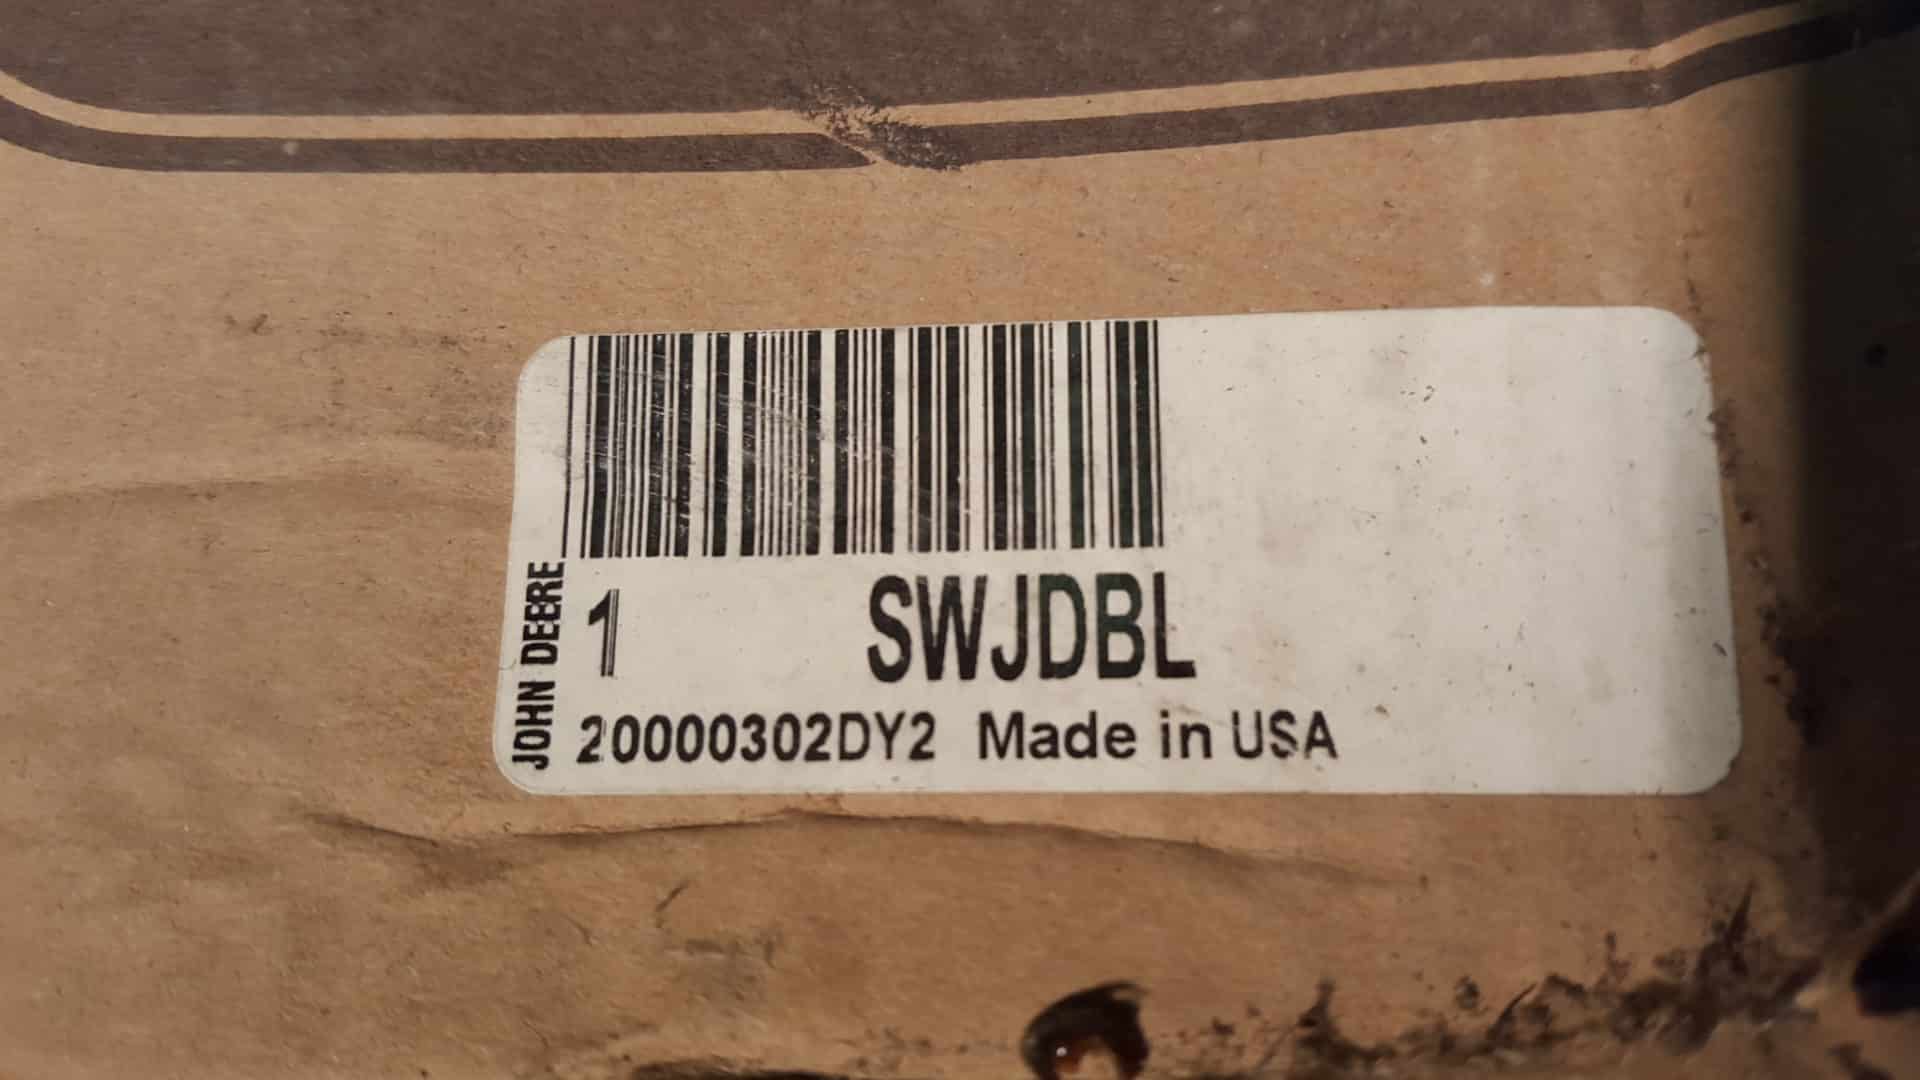 JOHN DEERE
1 SWJDBL
20000302DY2 Made in USA